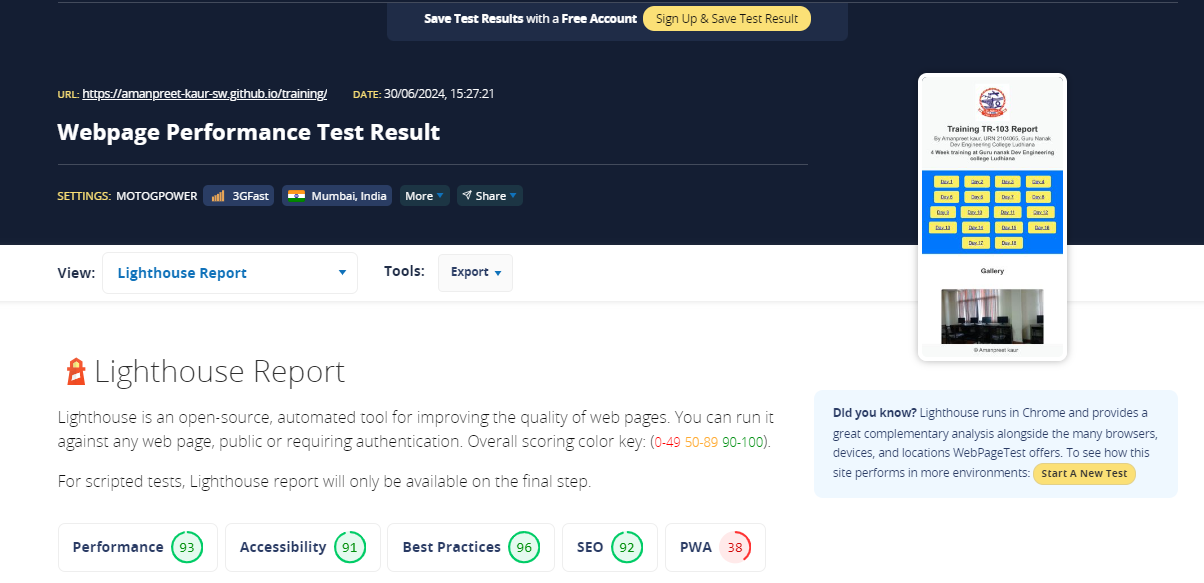 Save Test Results with a Free Account Sign Up & Save Test Result
URL: https://amanpreet-kaur-sw.github.io/training/ DATE: 30/06/2024, 15:27:21
Webpage Performance Test Result
SETTINGS: MOTOGPOWER 3GFast Mumbai, India More Share
Training TR-103 Report
By Amanpreet kaur, URN 2104065, Guru Nanak
Dev Engineering College Ludhiana
4 Week training at Guru nanak Dev Engineering
college Ludhiana
Day 1 Day 2 Day 3 Day 4
Day 5 Day 6 Day 7 Day 8
Day 9 Day 10 Day 11 Day 12
Day 13 Day 14 Day 15 Day 16
Day 17 Day 18
Gallery
© Amanpreet kaur
View: Lighthouse Report Tools: Export
Lighthouse Report
Lighthouse is an open-source, automated tool for improving the quality of web pages. You can run it
against any web page, public or requiring authentication. Overall scoring color key: (0-49 50-89 90-100).
For scripted tests, Lighthouse report will only be available on the final step.
Did you know? Lighthouse runs in Chrome and provides a
great complementary analysis alongside the many browsers,
devices, and locations WebPageTest offers. To see how this
site performs in more environments: Start A New Test
Performance 93 Accessibility 91 Best Practices 96 SEO 92 PWA 38